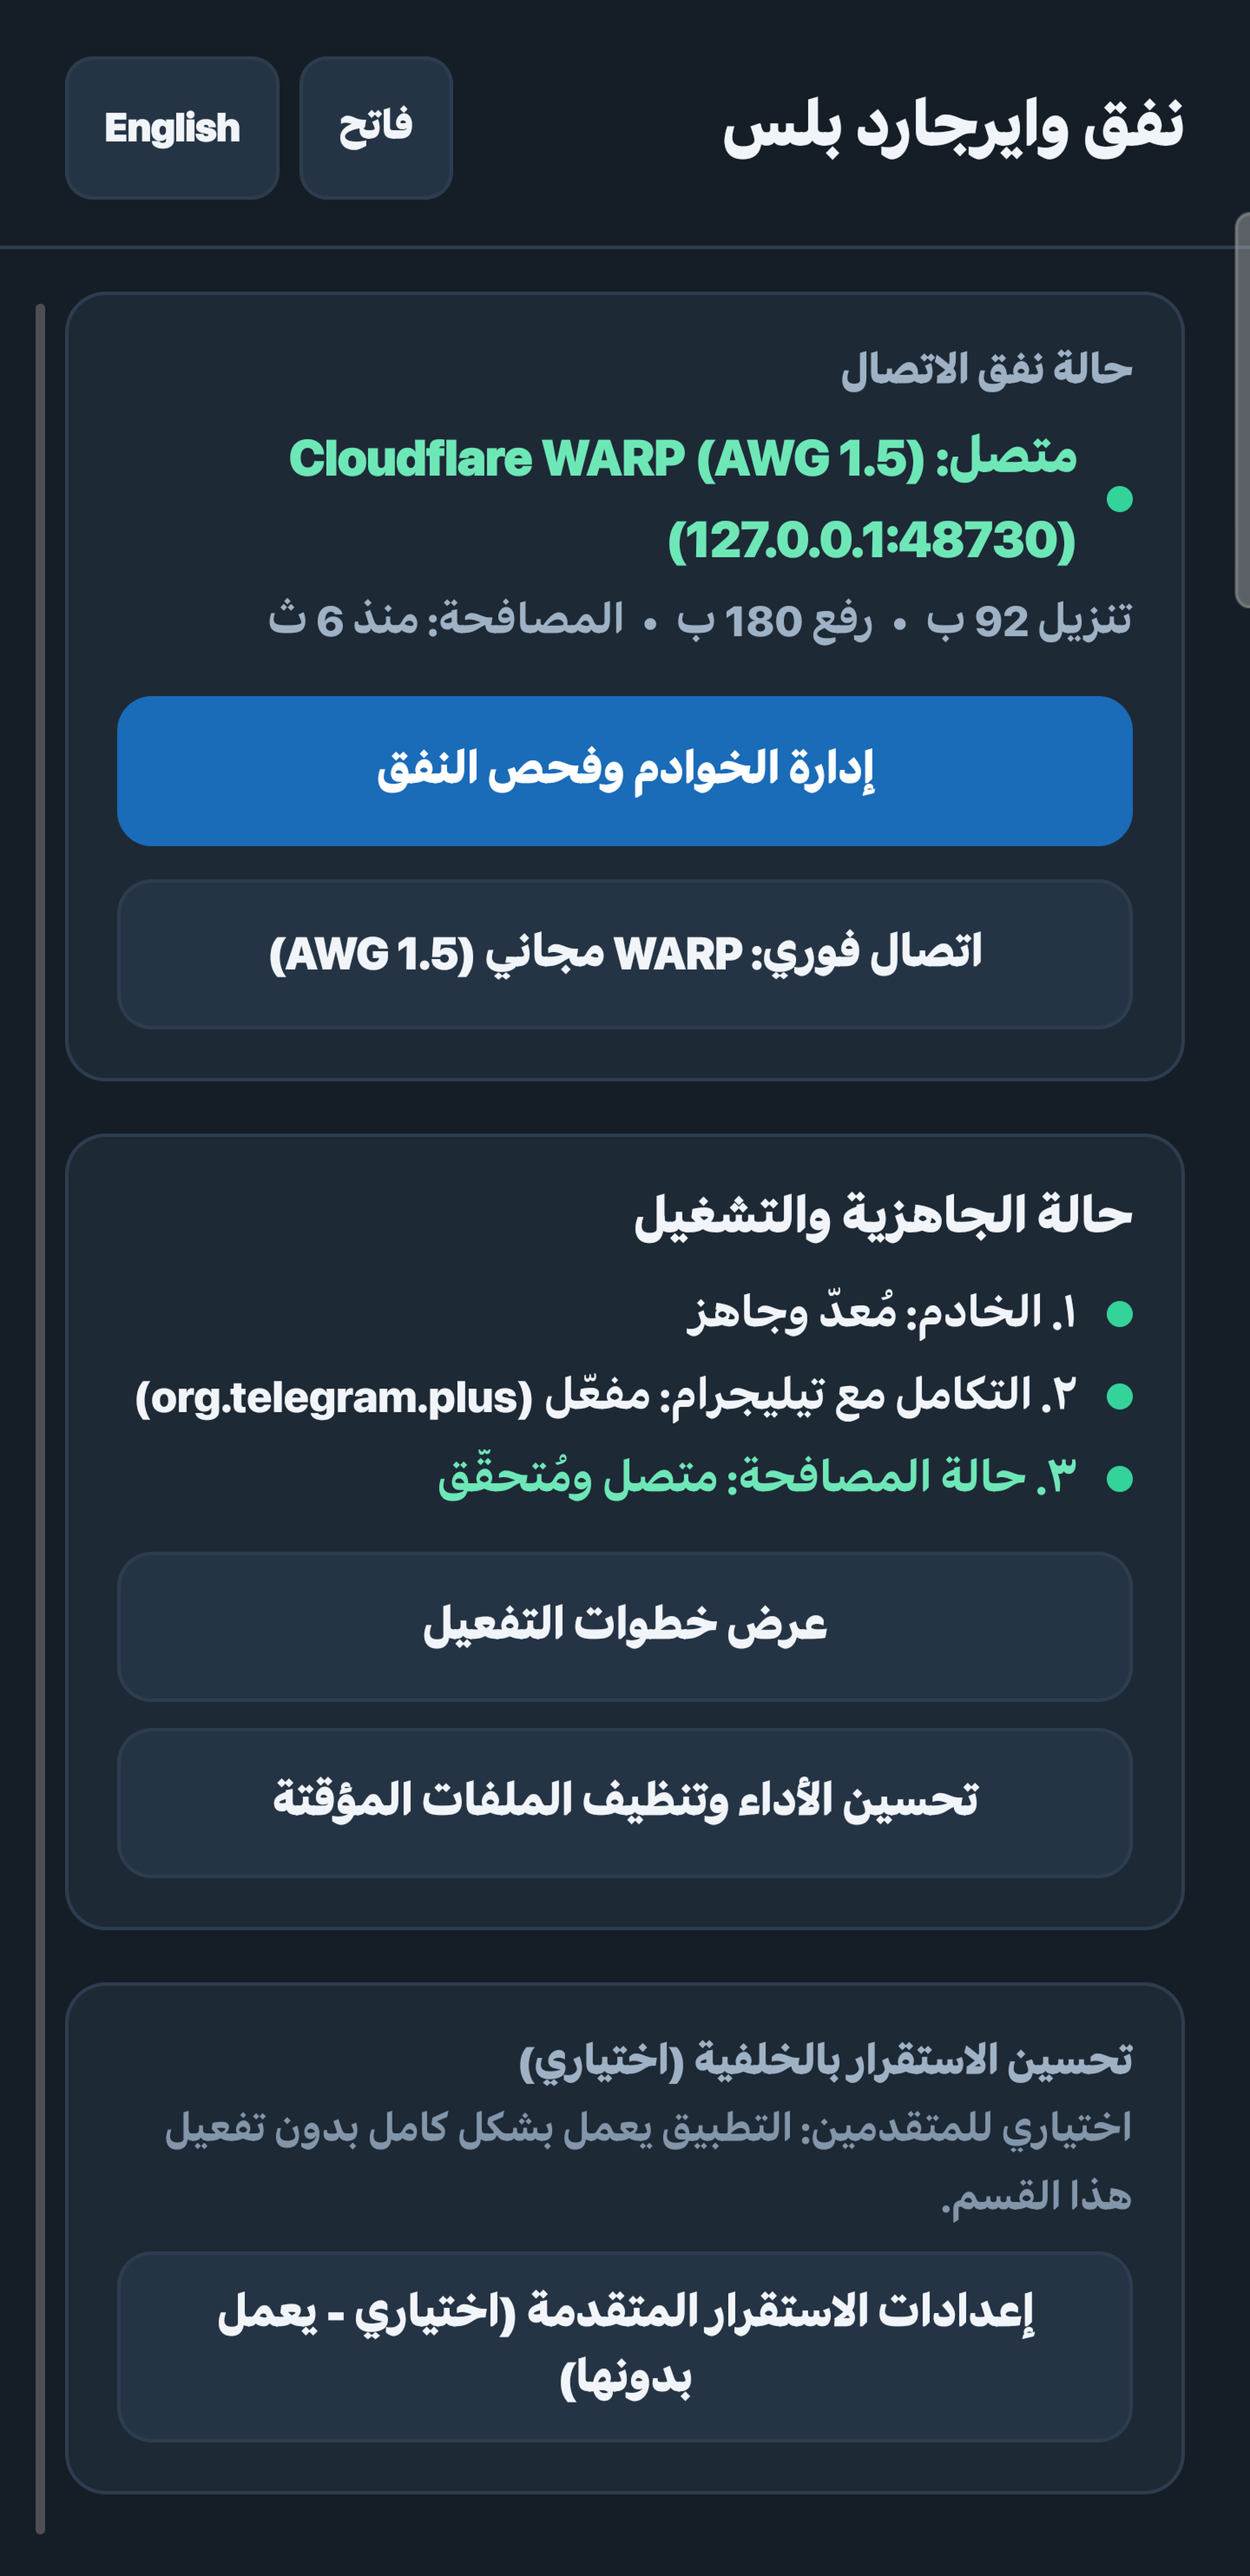 نفق وايرجارد بلس
فاتح
English
حالة نفق الاتصال
متصل: Cloudflare WARP (AWG 1.5)
(127.0.0.1:48730)
تنزيل 92 ب • رفع 180 ب • المصافحة: منذ 6 ث
إدارة الخوادم وفحص النفق
اتصال فوري: WARP مجاني (AWG 1.5)
حالة الجاهزية والتشغيل
١. الخادم: مُعدّ وجاهز
٢. التكامل مع تيليجرام: مفعّل (org.telegram.plus)
٣. حالة المصافحة: متصل ومُتحقّق
عرض خطوات التفعيل
تحسين الأداء وتنظيف الملفات المؤقتة
تحسين الاستقرار بالخلفية (اختياري)
اختياري للمتقدمين: التطبيق يعمل بشكل كامل بدون تفعيل
هذا القسم.
إعدادات الاستقرار المتقدمة (اختياري - يعمل
بدونها)